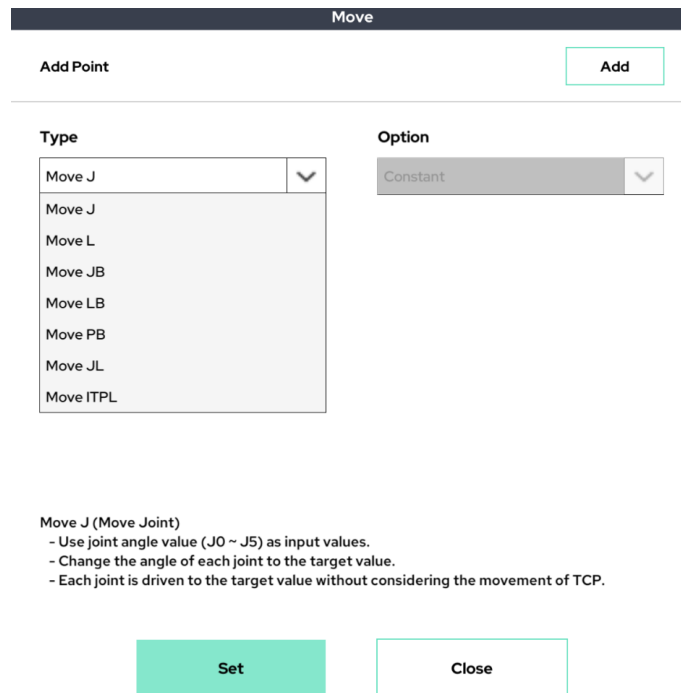 Move
Add Point
Add
Type
Option
Move J
Constant
Move J
Move L
Move JB
Move LB
Move PB
Move JL
Move ITPL
Move J (Move Joint)
- Use joint angle value (J0 ~ J5) as input values.
- Change the angle of each joint to the target value.
- Each joint is driven to the target value without considering the movement of TCP.
Set
Close